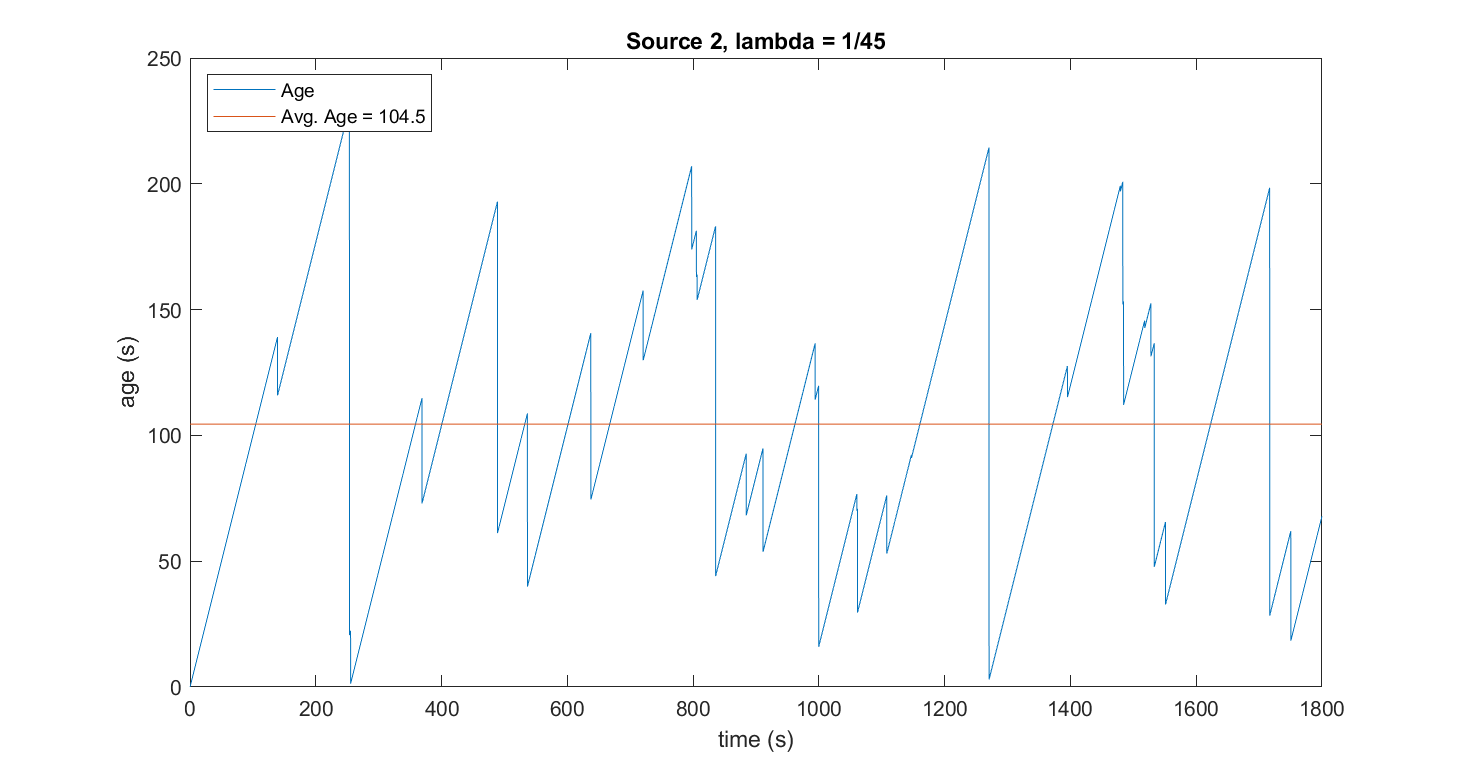 Source 2, lambda = 1/45
250
Age
Avg. Age = 104.5
200
150
100
50
0
age (s)
0 200 400 600 800 1000 1200 1400 1600 1800
time (s)